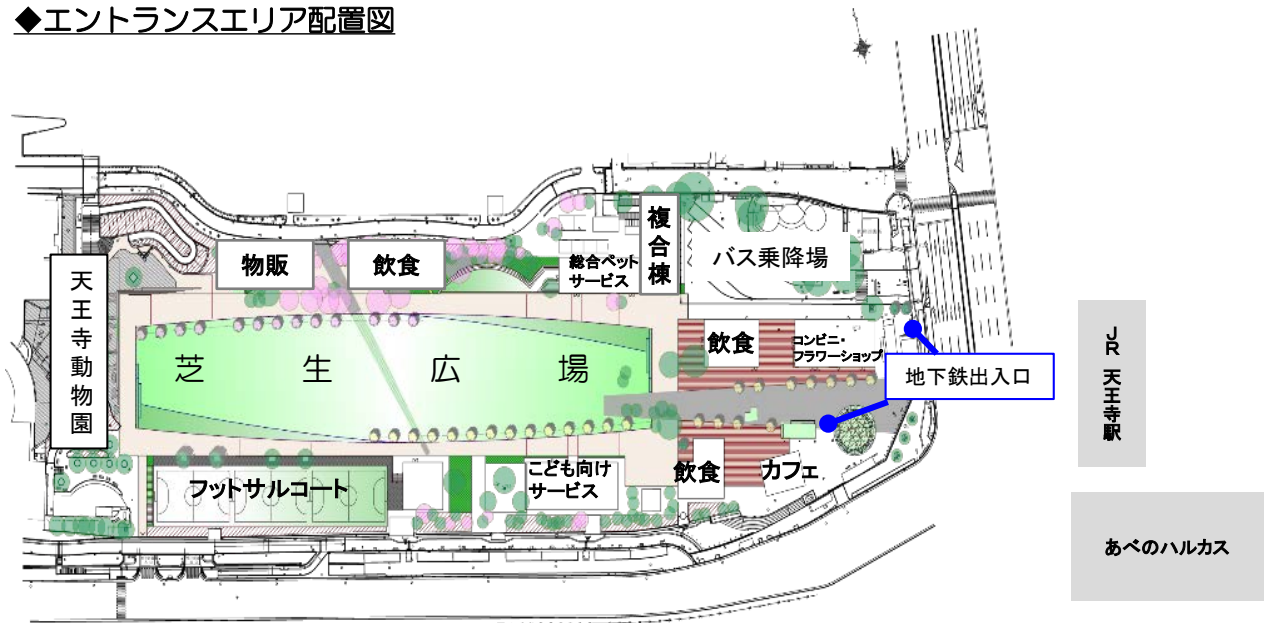 ◆エントランスエリア配置図
複合棟
バス乗降場
物販
飲食
総合ペット
サービス
天王寺動物園
芝生広場
飲食
コンビニ・
フラワーショップ
地下鉄出入口
JR 天王寺駅
フットサルコート
こども向け
サービス
飲食
カフェ
あべのハルカス